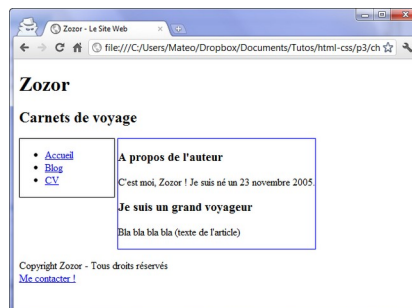 Zozor - Le Site Web
file:///C:/Users/Mateo/Dropbox/Documents/Tutos/html-css/p3/ch
Zozor
Carnets de voyage
Accueil
Blog
CV
A propos de l'auteur
C'est moi, Zozor ! Je suis né un 23 novembre 2005.
Je suis un grand voyageur
Bla bla bla bla (texte de l'article)
Copyright Zozor - Tous droits réservés
Me contacter !